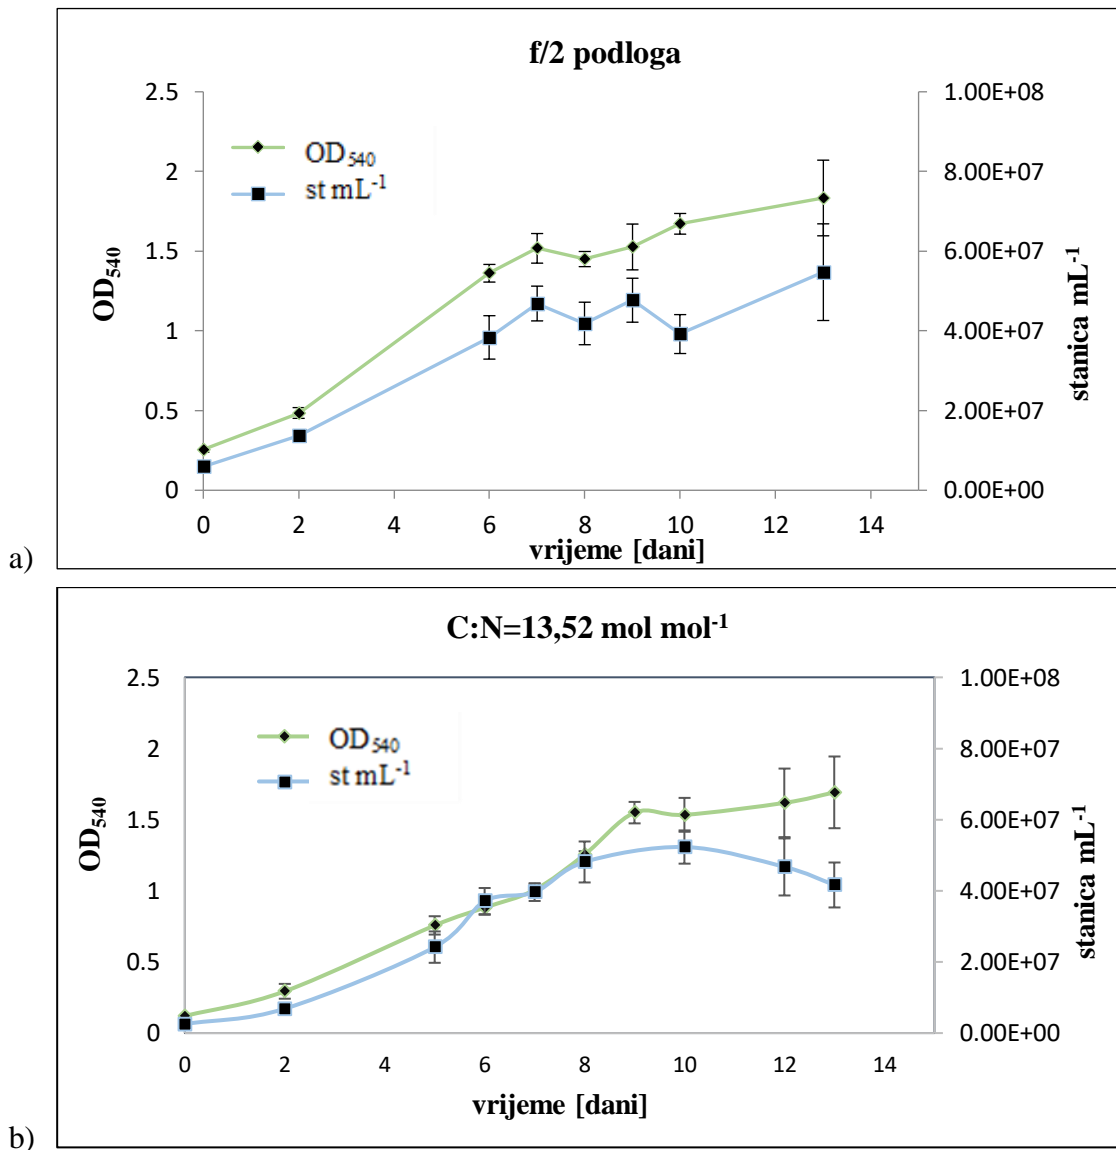 f/2 podloga
2.5
2
1.5
1
0.5
0
OD540
OD540
st mL-1
1.00E+08
8.00E+07
6.00E+07
4.00E+07
2.00E+07
0.00E+00
stanica mL-1
0 2 4 6 8 10 12 14
vrijeme [dani]
a)
C:N=13,52 mol mol-1
2.5
2
1.5
1
0.5
0
OD540
OD540
st mL-1
1.00E+08
8.00E+07
6.00E+07
4.00E+07
2.00E+07
0.00E+00
stanica mL-1
0 2 4 6 8 10 12 14
vrijeme [dani]
b)